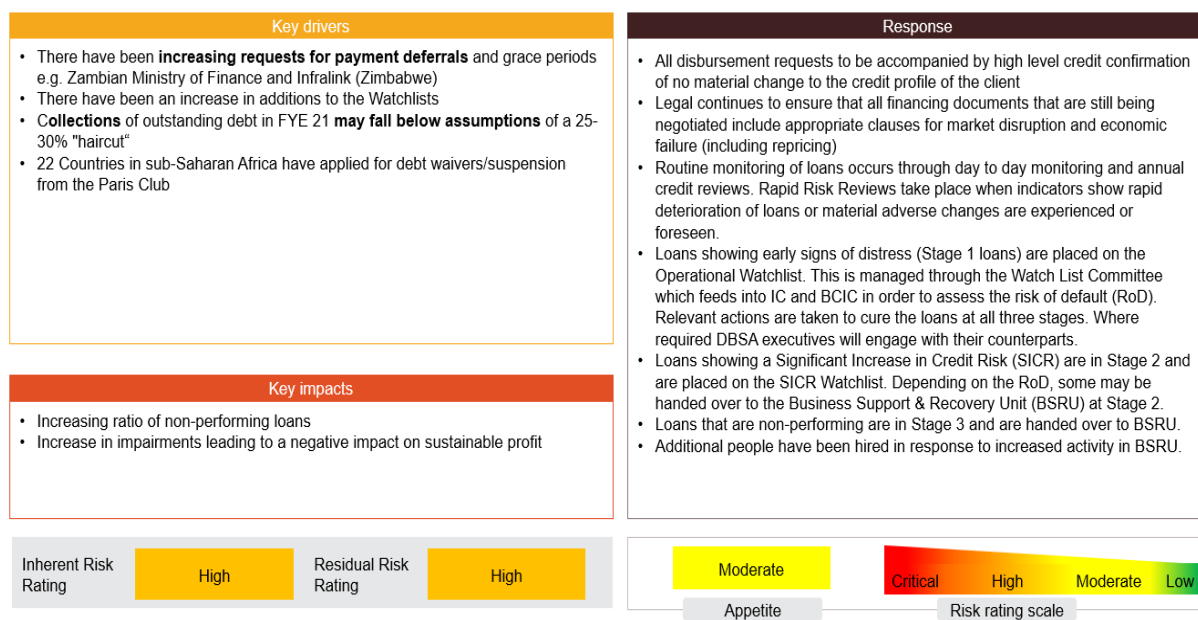 Key drivers
• There have been increasing requests for payment deferrals and grace periods
e.g. Zambian Ministry of Finance and Infralink (Zimbabwe)
• There have been an increase in additions to the Watchlists
• Collections of outstanding debt in FYE 21 may fall below assumptions of a 25-
30% "haircut“
• 22 Countries in sub-Saharan Africa have applied for debt waivers/suspension
from the Paris Club
Key impacts
• Increasing ratio of non-performing loans
• Increase in impairments leading to a negative impact on sustainable profit
Response
• All disbursement requests to be accompanied by high level credit confirmation
of no material change to the credit profile of the client
• Legal continues to ensure that all financing documents that are still being
negotiated include appropriate clauses for market disruption and economic
failure (including repricing)
• Routine monitoring of loans occurs through day to day monitoring and annual
credit reviews. Rapid Risk Reviews take place when indicators show rapid
deterioration of loans or material adverse changes are experienced or
foreseen.
• Loans showing early signs of distress (Stage 1 loans) are placed on the
Operational Watchlist. This is managed through the Watch List Committee
which feeds into IC and BCIC in order to assess the risk of default (RoD).
Relevant actions are taken to cure the loans at all three stages. Where
required DBSA executives will engage with their counterparts.
• Loans showing a Significant Increase in Credit Risk (SICR) are in Stage 2 and
are placed on the SICR Watchlist. Depending on the RoD, some may be
handed over to the Business Support & Recovery Unit (BSRU) at Stage 2.
• Loans that are non-performing are in Stage 3 and are handed over to BSRU.
• Additional people have been hired in response to increased activity in BSRU.
Inherent Risk
Rating
High
Residual Risk
Rating
High
Moderate
Appetite
Critical High Moderate Low
Risk rating scale